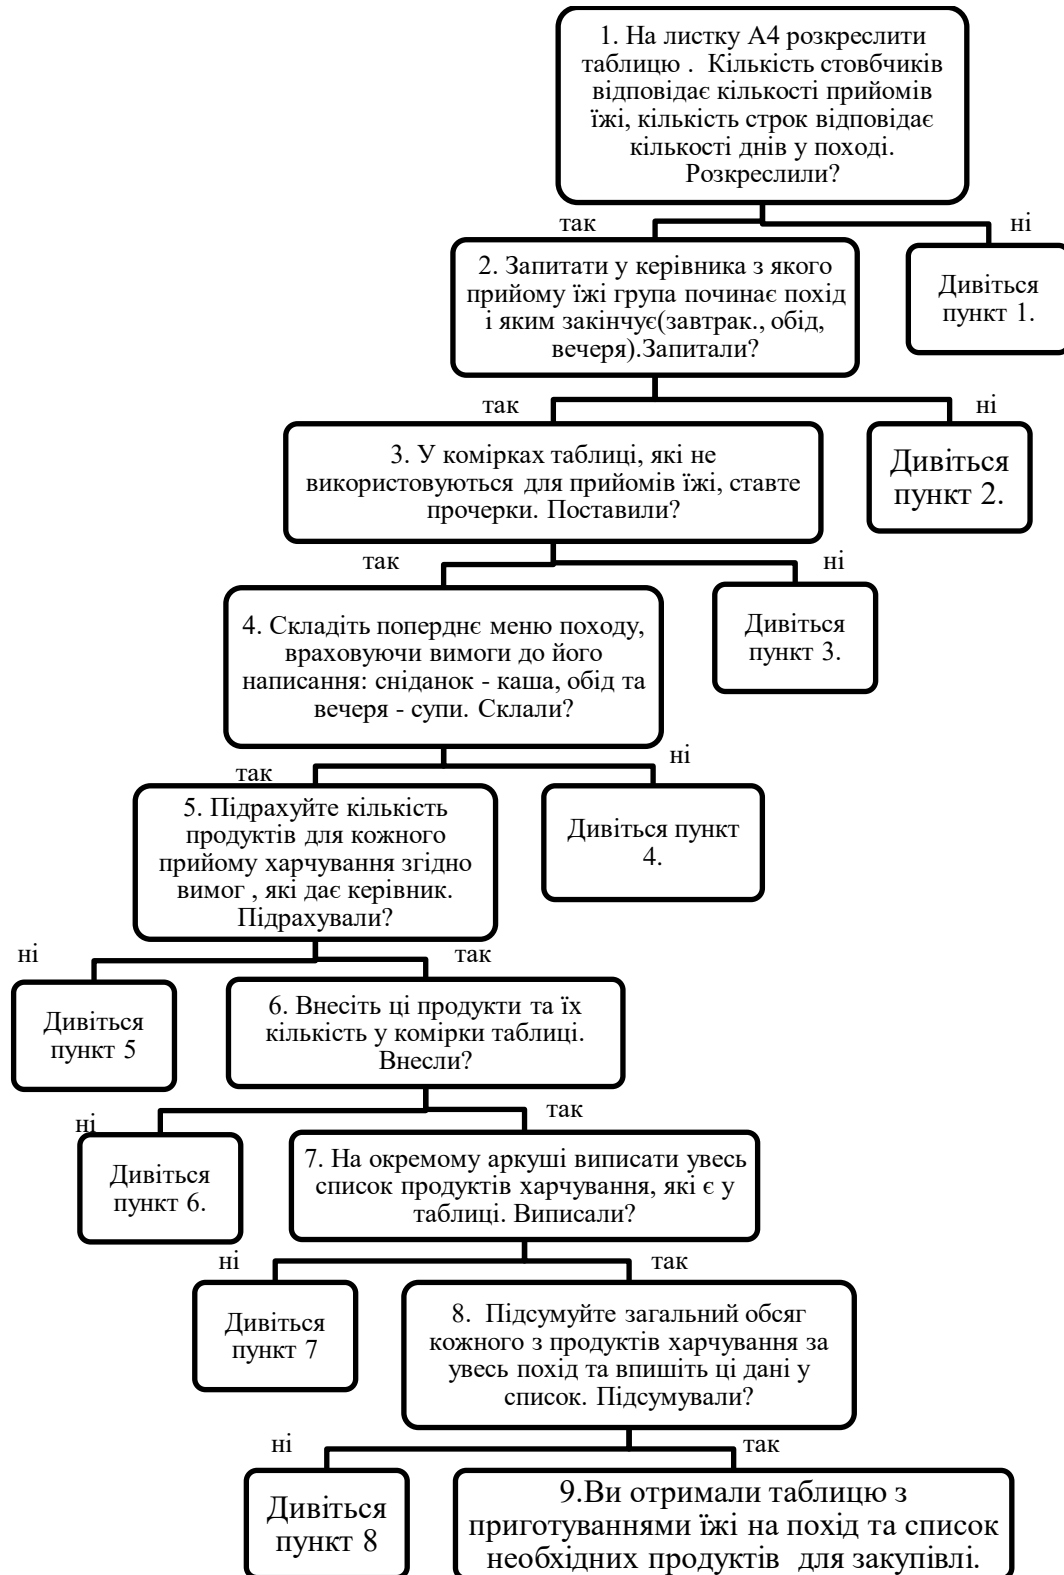 1. На листку А4 розкреслити
таблицю . Кількість стовбчиків
відповідає кількості прийомів
їжі, кількість строк відповідає
кількості днів у поході.
Розкреслили?
так
ні
2. Запитати у керівника з якого
прийому їжі група починає похід
і яким закінчує(завтрак., обід,
вечеря).Запитали?
Дивіться
пункт 1.
так
ні
3. У комірках таблиці, які не
використовуються для прийомів їжі, ставте
прочерки. Поставили?
Дивіться
пункт 2.
так
ні
4. Складіть поперднє меню походу,
враховуючи вимоги до його
написання: сніданок - каша, обід та
вечеря - супи. Склали?
Дивіться
пункт 3.
так
ні
5. Підрахуйте кількість
продуктів для кожного
прийому харчування згідно
вимог , які дає керівник.
Підрахували?
Дивіться пункт
4.
ні
так
Дивіться
пункт 5
6. Внесіть ці продукти та їх
кількість у комірки таблиці.
Внесли?
ні
так
Дивіться
пункт 6.
7. На окремому аркуші виписати увесь
список продуктів харчування, які є у
таблиці. Виписали?
ні
так
Дивіться
пункт 7
8. Підсумуйте загальний обсяг
кожного з продуктів харчування за
увесь похід та впишіть ці дані у
список. Підсумували?
ні
так
Дивіться
пункт 8
9.Ви отримали таблицю з
приготуваннями їжі на похід та список
необхідних продуктів для закупівлі.